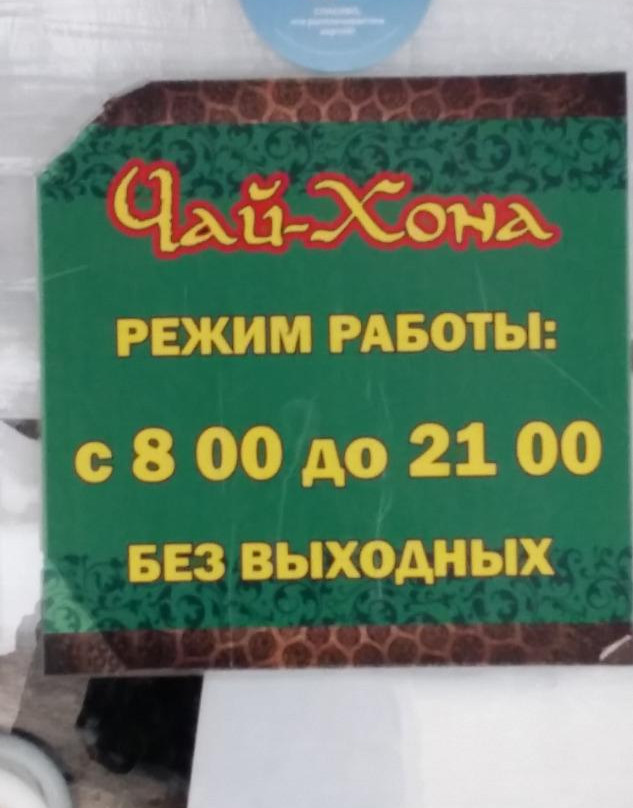 Чай-Хона
РЕЖИМ РАБОТЫ:
с 8 00 до 21 00
БЕЗ ВЫХОДНЫХ